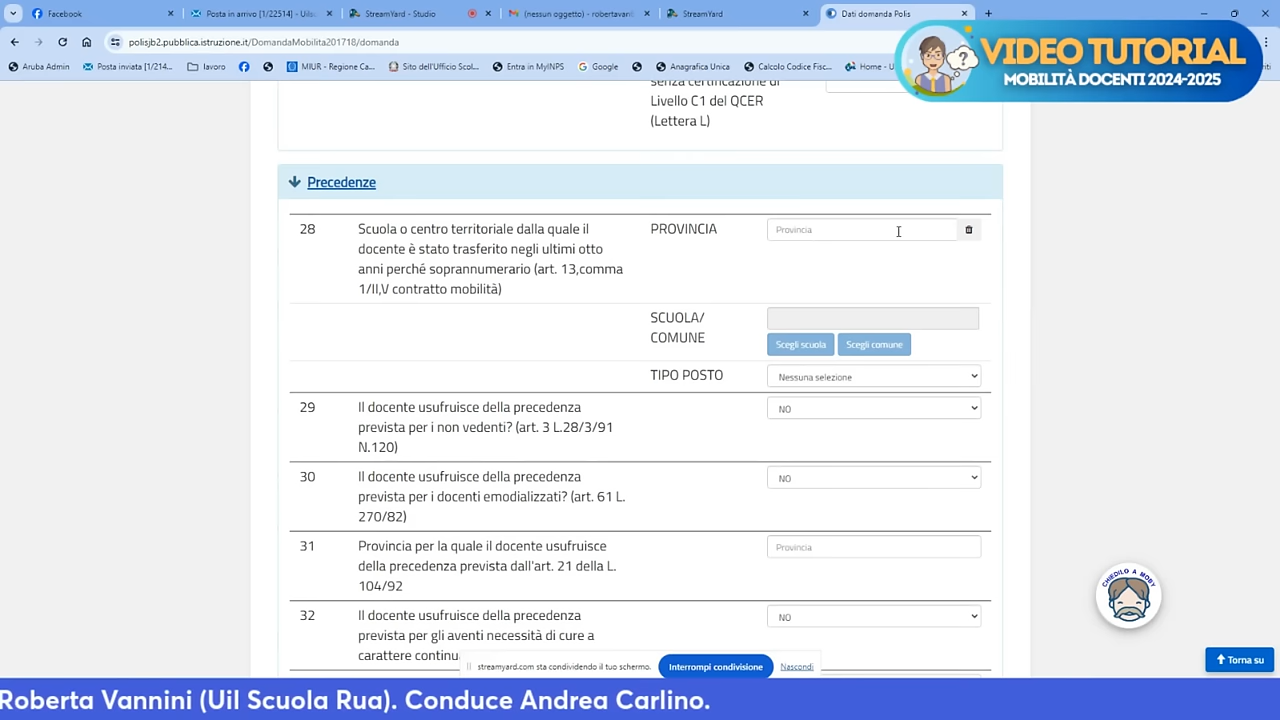 Facebook
Posta in arrivo [1/22514] - Uils
StreamYard - Studio
(nessun oggetto) - robertavari
StreamYard
Dati domanda Polis
polisjb2.pubblica.istruzione.it/DomandaMobilita201718/domanda
Aruba Admin
Posta inviata [1/214...
lavoro
MIUR - Regione Ca...
Sito dell'Ufficio Scol...
Entra in MyINPS
Google
Anagrafica Unica
Calcolo Codice Fisc...
Home - U
VIDEO TUTORIAL
MOBILITÀ DOCENTI 2024-2025
senza certificazione di
Livello C1 del QCER
(Lettera L)
Precedenze
28 Scuola o centro territoriale dalla quale il PROVINCIA Provincia
docente è stato trasferito negli ultimi otto
anni perché soprannumerario (art. 13,comma
1/II,V contratto mobilità)
SCUOLA/
COMUNE
Scegli scuola Scegli comune
TIPO POSTO Nessuna selezione
29 Il docente usufruisce della precedenza NO
prevista per i non vedenti? (art. 3 L.28/3/91
N.120)
30 Il docente usufruisce della precedenza NO
prevista per i docenti emodializzati? (art. 61 L.
270/82)
31 Provincia per la quale il docente usufruisce Provincia
della precedenza prevista dall'art. 21 della L.
104/92
CHIEDILO A MOBY
32 Il docente usufruisce della precedenza NO
prevista per gli aventi necessità di cure a
carattere continu
streamyard.com sta condividendo il tuo schermo. Interrompi condivisione Nascondi
Torna su
Roberta Vannini (Uil Scuola Rua). Conduce Andrea Carlino.